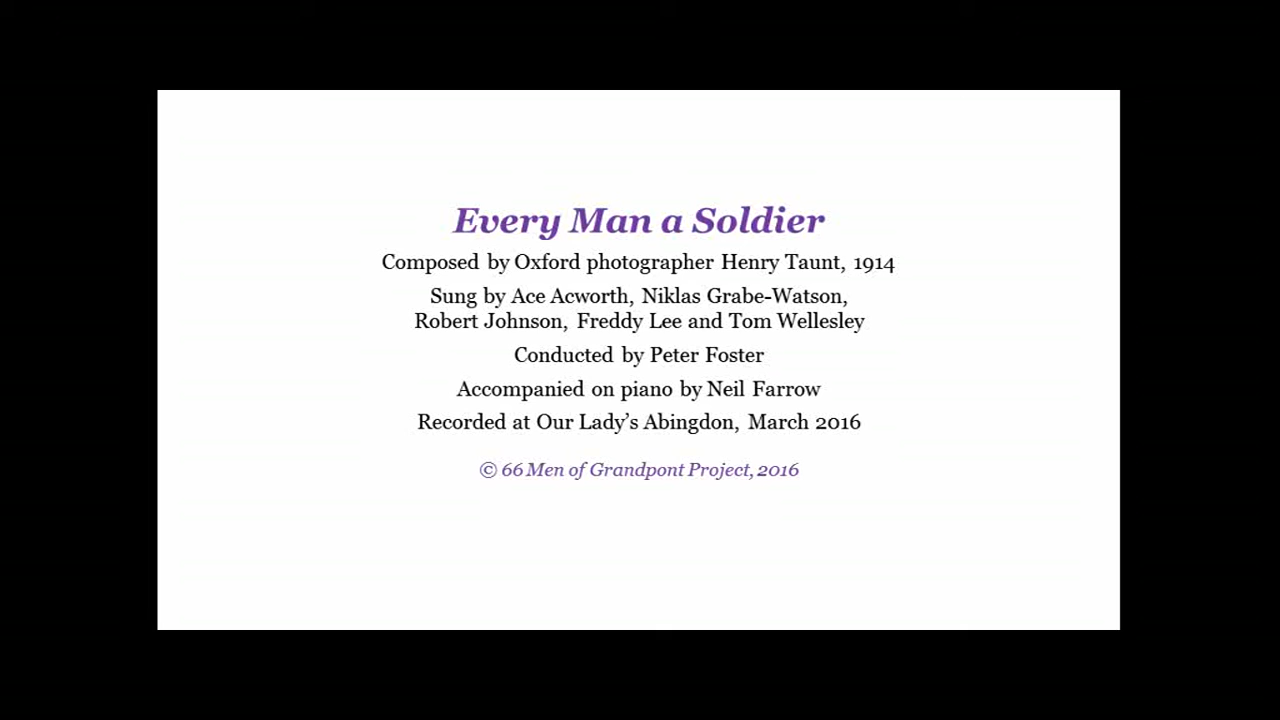 Every Man a Soldier
Composed by Oxford photographer Henry Taunt, 1914
Sung by Ace Acworth, Niklas Grabe-Watson,
Robert Johnson, Freddy Lee and Tom Wellesley
Conducted by Peter Foster
Accompanied on piano by Neil Farrow
Recorded at Our Lady’s Abingdon, March 2016
© 66 Men of Grandpont Project, 2016